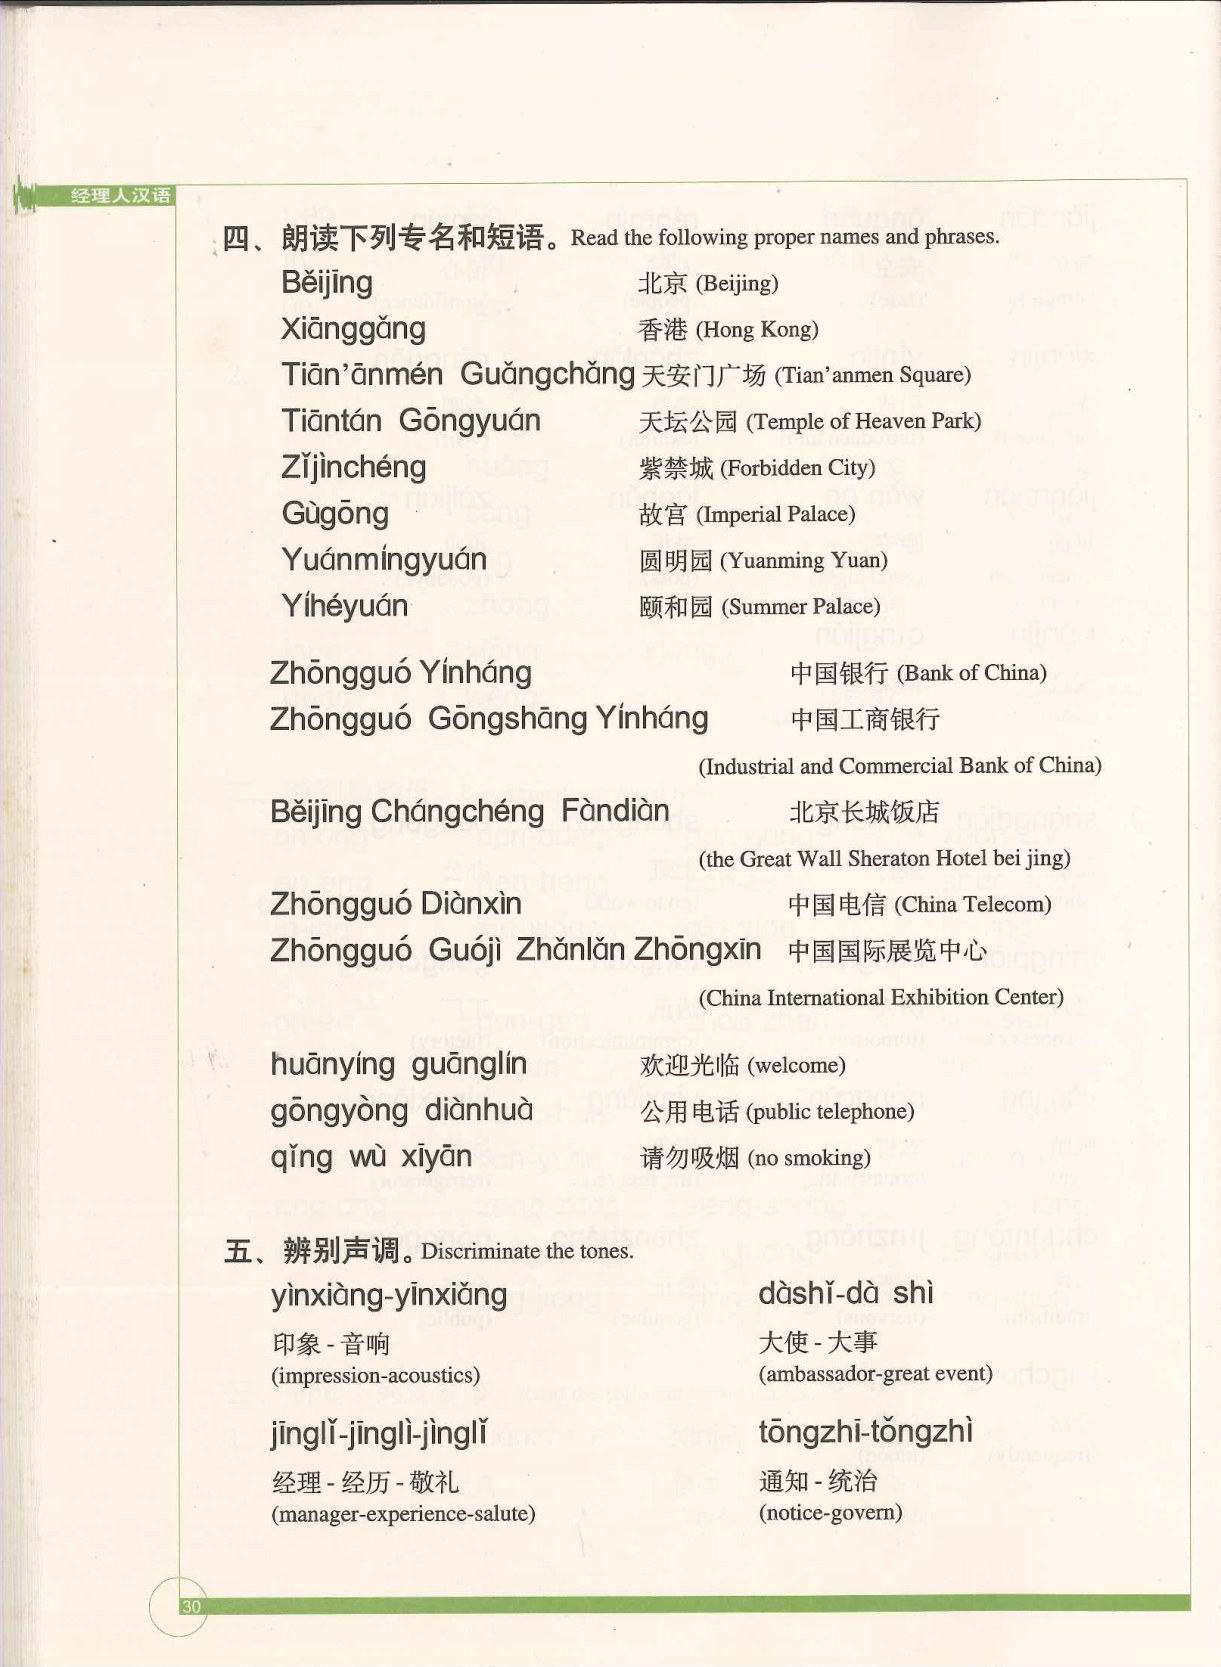 经理人汉语
四、朗读下列专名和短语。Read the following proper names and phrases.
Běijīng 北京 (Beijing)
Xiānggǎng 香港 (Hong Kong)
Tiān’ānmén Guǎngchǎng 天安门广场 (Tian’anmen Square)
Tiāntán Gōngyuán 天坛公园 (Temple of Heaven Park)
Zǐjìnchéng 紫禁城 (Forbidden City)
Gùgōng 故宫 (Imperial Palace)
Yuánmíngyuán 圆明园 (Yuanming Yuan)
Yíhéyuán 颐和园 (Summer Palace)
Zhōngguó Yínháng 中国银行 (Bank of China)
Zhōngguó Gōngshāng Yínháng 中国工商银行
(Industrial and Commercial Bank of China)
Běijīng Chángchéng Fàndiàn 北京长城饭店
(the Great Wall Sheraton Hotel bei jing)
Zhōngguó Diànxìn 中国电信 (China Telecom)
Zhōngguó Guójì Zhǎnlǎn Zhōngxīn 中国国际展览中心
(China International Exhibition Center)
huānyíng guānglín 欢迎光临 (welcome)
gōngyòng diànhuà 公用电话 (public telephone)
qǐng wù xīyān 请勿吸烟 (no smoking)
五、辨别声调。Discriminate the tones.
yìnxiàng-yīnxiǎng dàshǐ-dà shì
印象 - 音响 大使 - 大事
(impression-acoustics) (ambassador-great event)
jīnglǐ-jīnglì-jìnglǐ tōngzhī-tǒngzhì
经理 - 经历 - 敬礼 通知 - 统治
(manager-experience-salute) (notice-govern)
30